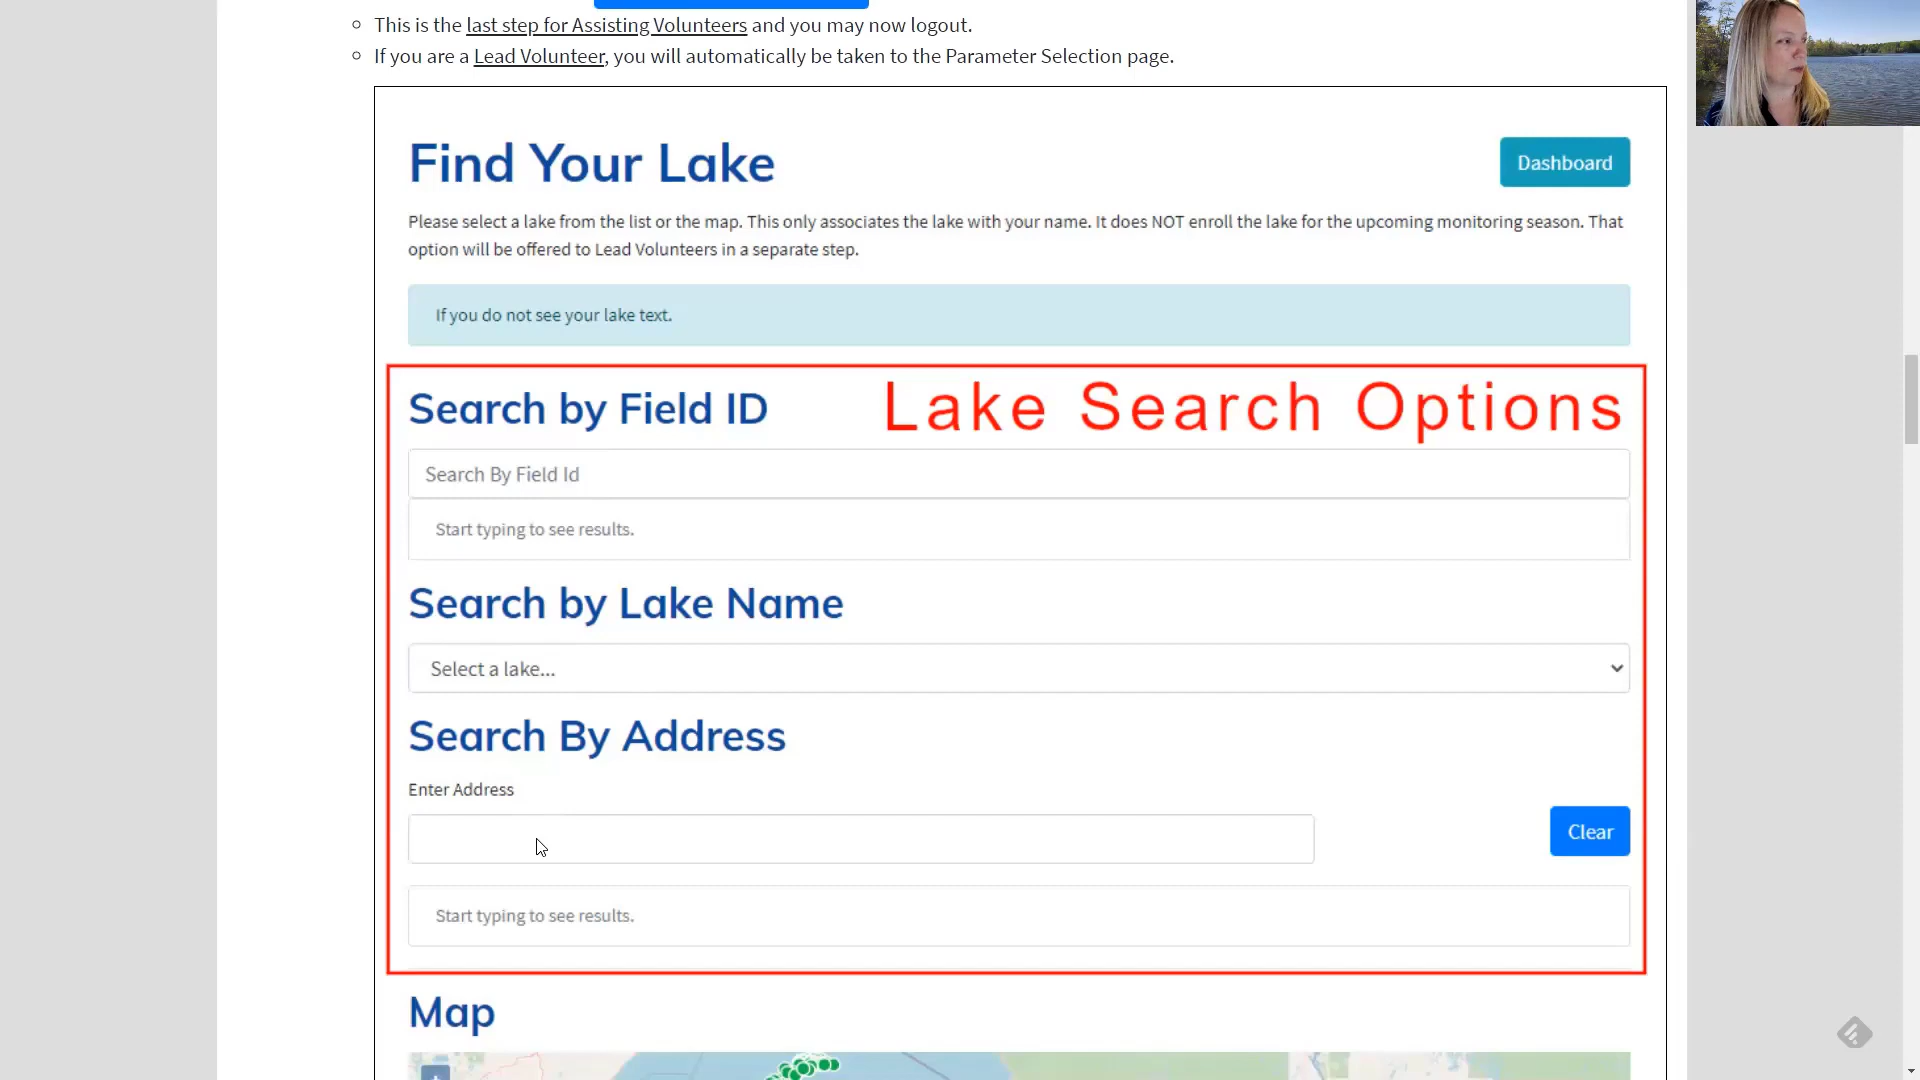 This is the last step for Assisting Volunteers and you may now logout.
If you are a Lead Volunteer, you will automatically be taken to the Parameter Selection page.
Find Your Lake
Dashboard
Please select a lake from the list or the map. This only associates the lake with your name. It does NOT enroll the lake for the upcoming monitoring season. That
option will be offered to Lead Volunteers in a separate step.
If you do not see your lake text.
Lake Search Options
Search by Field ID
Search By Field Id
Start typing to see results.
Search by Lake Name
Select a lake...
Search By Address
Enter Address
Clear
Start typing to see results.
Map